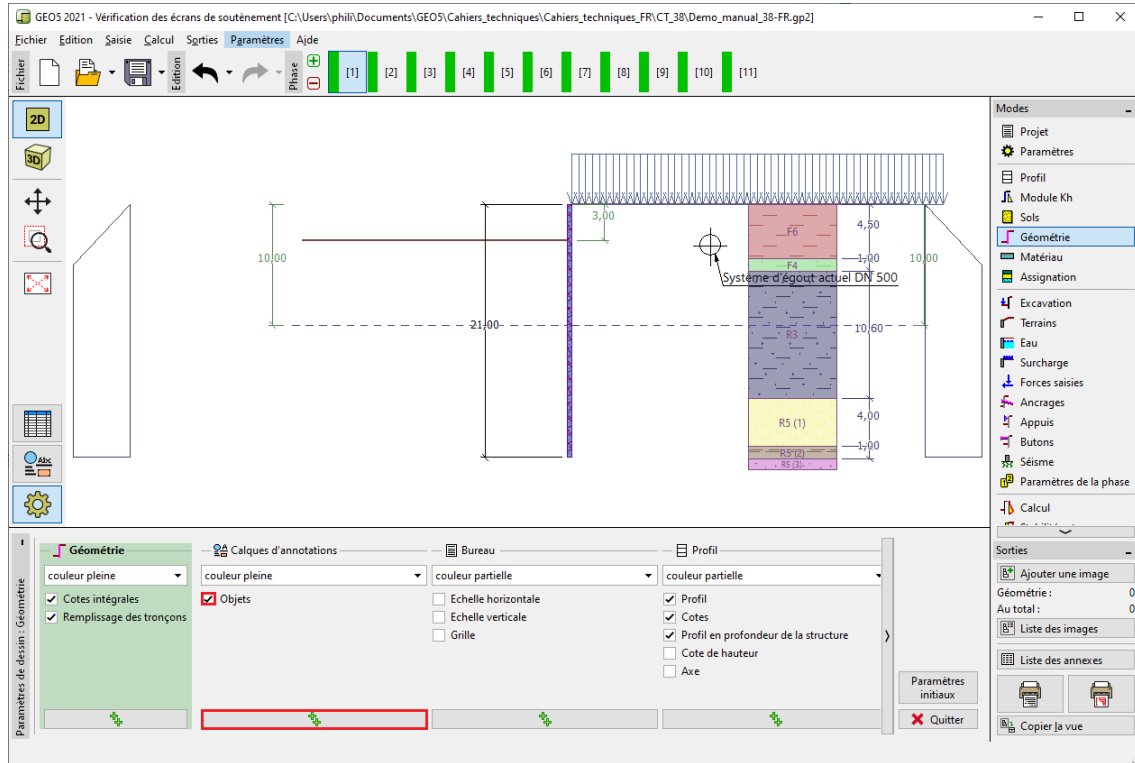 GEO5 2021 - Vérification des écrans de soutènement [C:\Users\phili\Documents\GEO5\Cahiers_techniques\Cahiers_techniques_FR\CT_38\Demo_manual_38-FR.gp2]
Fichier Edition Saisie Calcul Sorties Paramètres Aide
Fichier
Edition
Phase
[1] [2] [3] [4] [5] [6] [7] [8] [9] [10] [11]
2D
3D
Abc
3,00
10,00
21,00
F6
F4
Système d'égout actuel DN 500
R3
R5 (1)
R5 (2)
R5 (3)
4,50
1,00
10,60
4,00
1,00
10,00
Modes
Projet
Paramètres
Profil
Module Kh
Sols
Géométrie
Matériau
Assignation
Excavation
Terrains
Eau
Surcharge
Forces saisies
Ancrages
Appuis
Butons
Séisme
Paramètres de la phase
Calcul
Paramètres de dessin : Géométrie
Géométrie
couleur pleine
Cotes intégrales
Remplissage des tronçons
Calques d'annotations
couleur pleine
Objets
Bureau
couleur partielle
Echelle horizontale
Echelle verticale
Grille
Profil
couleur partielle
Profil
Cotes
Profil en profondeur de la structure
Cote de hauteur
Axe
Paramètres
initiaux
Quitter
Sorties
Ajouter une image
Géométrie : 0
Au total : 0
Liste des images
Liste des annexes
Copier la vue